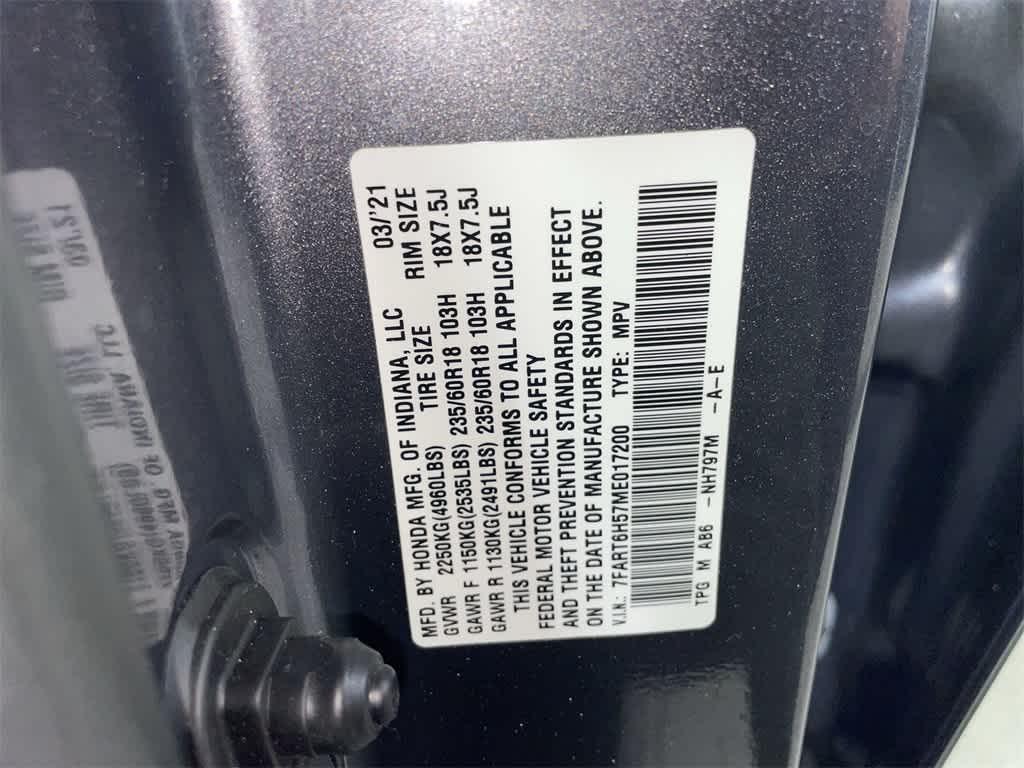 MFD. BY HONDA MFG. OF INDIANA, LLC 03/'21
GVWR 2250KG(4960LBS) TIRE SIZE RIM SIZE
GAWR F 1150KG(2535LBS) 235/60R18 103H 18X7.5J
GAWR R 1130KG(2491LBS) 235/60R18 103H 18X7.5J
THIS VEHICLE CONFORMS TO ALL APPLICABLE
FEDERAL MOTOR VEHICLE SAFETY
AND THEFT PREVENTION STANDARDS IN EFFECT
ON THE DATE OF MANUFACTURE SHOWN ABOVE.
V.I.N.: 7FART6H57ME017200 TYPE: MPV
TPG M AB6 -NH797M -A-E